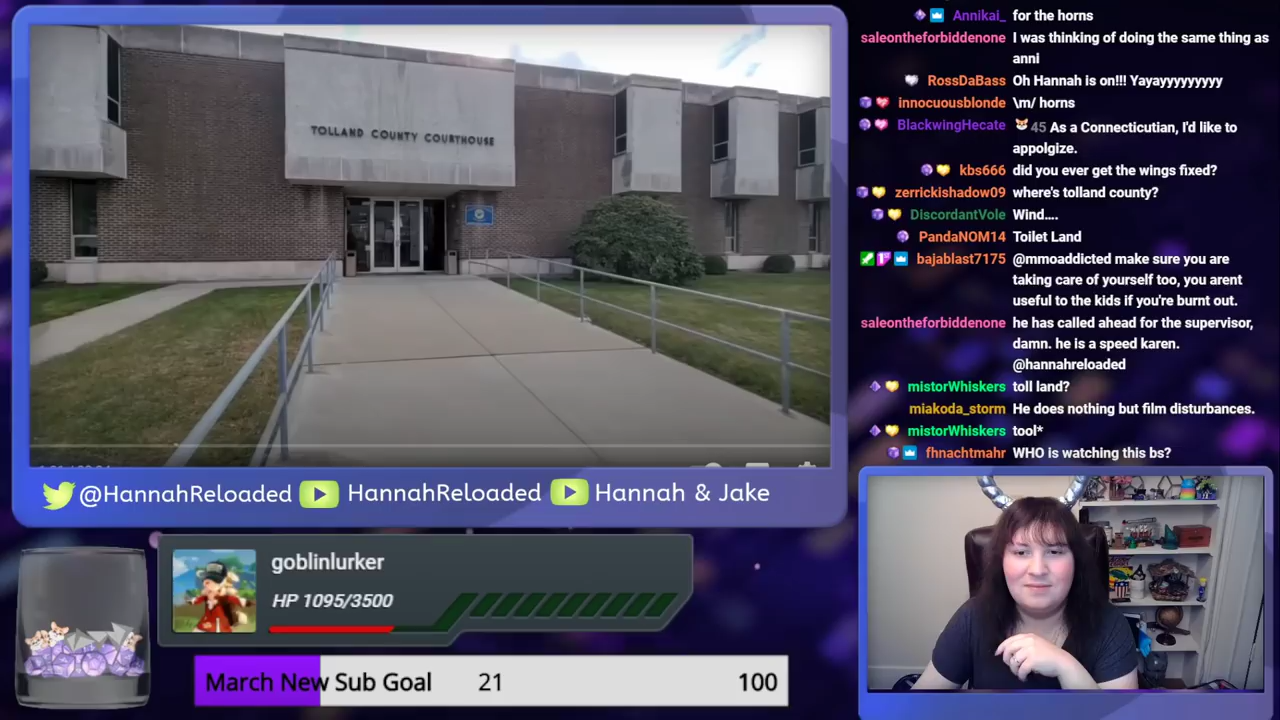 TOLLAND COUNTY COURTHOUSE
@HannahReloaded HannahReloaded Hannah & Jake
goblinlurker
HP 1095/3500
March New Sub Goal 21 100
Annikai_ for the horns
saleontheforbiddenone I was thinking of doing the same thing as
anni
RossDaBass Oh Hannah is on!!! Yayayyyyyyyyy
innocuousblonde \m/ horns
BlackwingHecate 45 As a Connecticutian, I'd like to
appolgize.
kbs666 did you ever get the wings fixed?
zerrickishadow09 where's tolland county?
DiscordantVole Wind....
PandaNOM14 Toilet Land
bajablast7175 @mmoaddicted make sure you are
taking care of yourself too, you arent
useful to the kids if you're burnt out.
saleontheforbiddenone he has called ahead for the supervisor,
damn. he is a speed karen.
@hannahreloaded
mistorWhiskers toll land?
miakoda_storm He does nothing but film disturbances.
mistorWhiskers tool*
fhnachtmahr WHO is watching this bs?